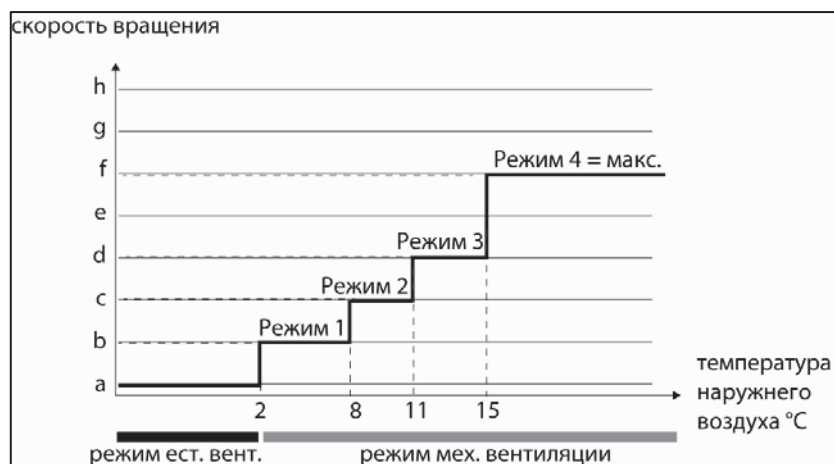 скорость вращения
h
g
f
e
d
c
b
a
Режим 4 = макс.
Режим 3
Режим 2
Режим 1
2 8 11 15
температура
наружнего
воздуха °C
режим ест. вент. режим мех. вентиляции